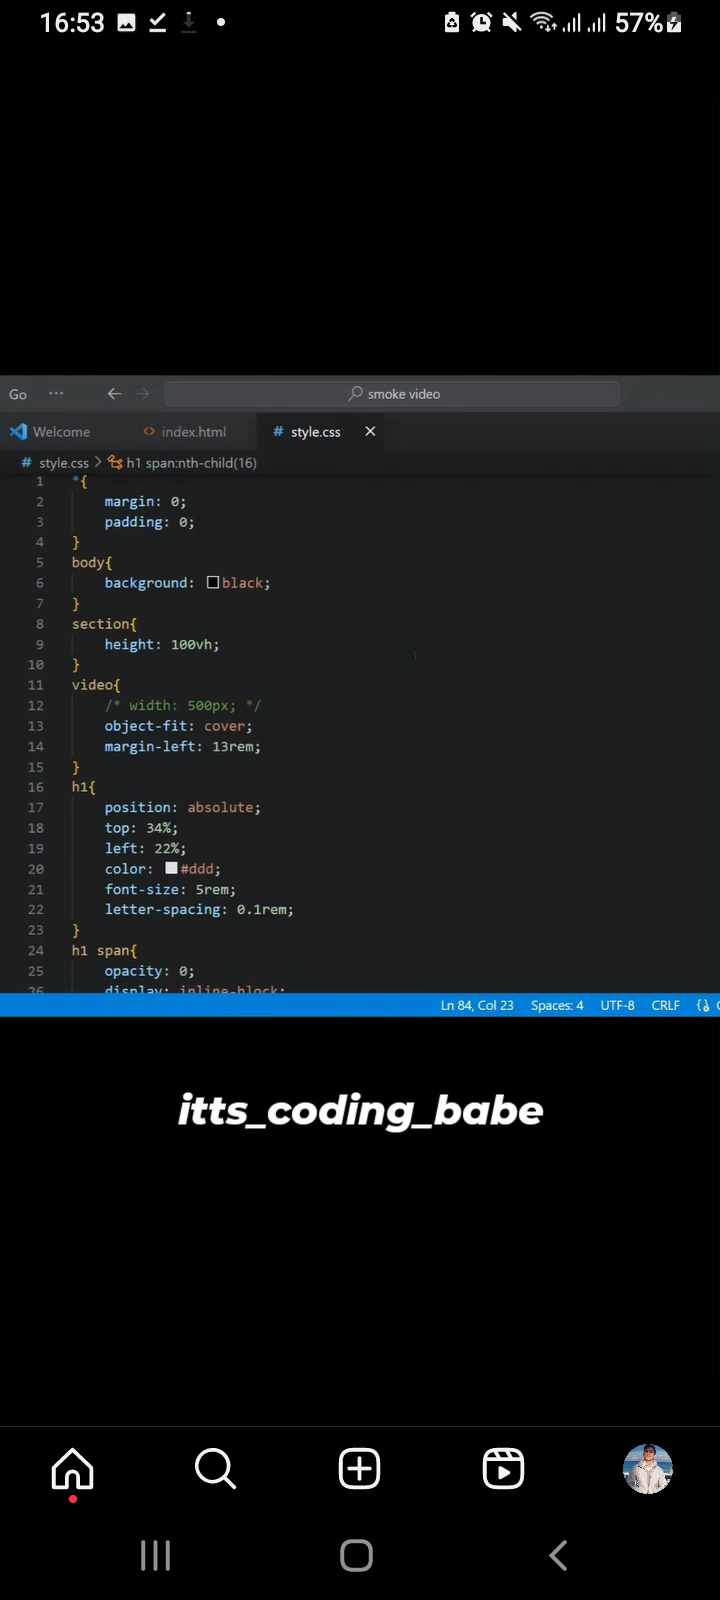 16:53 57%
Go ··· ← → smoke video
Welcome <> index.html # style.css ×
# style.css > h1 span:nth-child(16)
1 *{
2 margin: 0;
3 padding: 0;
4 }
5 body{
6 background: black;
7 }
8 section{
9 height: 100vh;
10 }
11 video{
12 /* width: 500px; */
13 object-fit: cover;
14 margin-left: 13rem;
15 }
16 h1{
17 position: absolute;
18 top: 34%;
19 left: 22%;
20 color: #ddd;
21 font-size: 5rem;
22 letter-spacing: 0.1rem;
23 }
24 h1 span{
25 opacity: 0;
26 display: inline-block;
Ln 84, Col 23 Spaces: 4 UTF-8 CRLF {}
itts_coding_babe